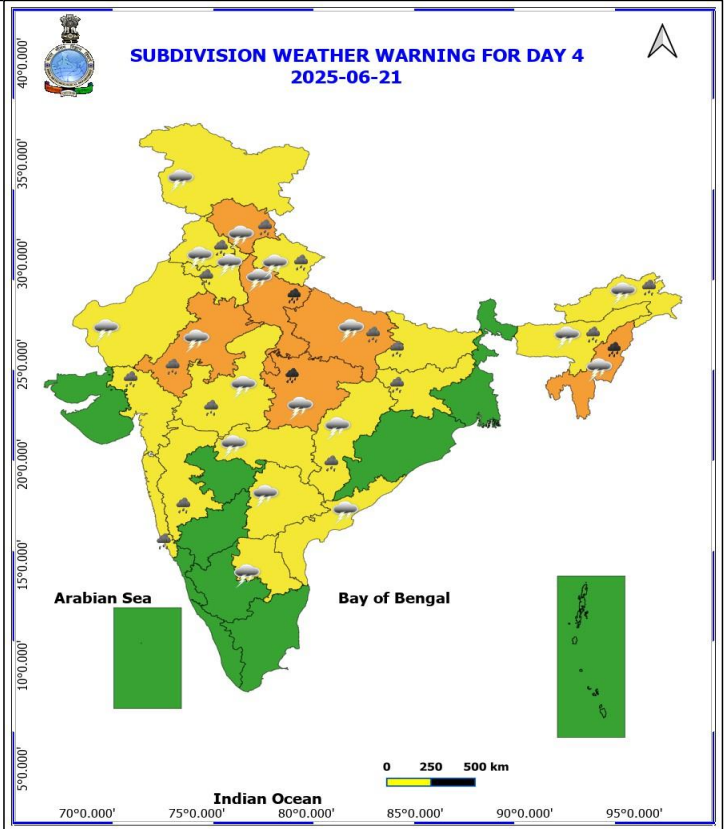 SUBDIVISION WEATHER WARNING FOR DAY 4
2025-06-21
40°0.000'
35°0.000'
30°0.000'
25°0.000'
20°0.000'
15°0.000'
10°0.000'
5°0.000'
Arabian Sea
Bay of Bengal
0 250 500 km
Indian Ocean
70°0.000' 75°0.000' 80°0.000' 85°0.000' 90°0.000' 95°0.000'